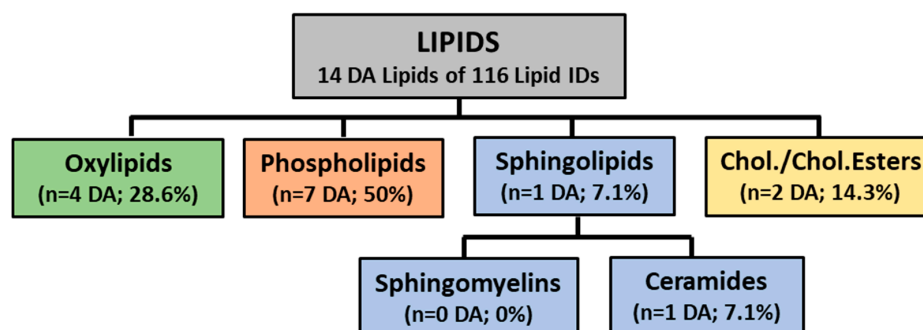 LIPIDS
14 DA Lipids of 116 Lipid IDs
Oxylipids
(n=4 DA; 28.6%)
Phospholipids
(n=7 DA; 50%)
Sphingolipids
(n=1 DA; 7.1%)
Chol./Chol.Esters
(n=2 DA; 14.3%)
Sphingomyelins
(n=0 DA; 0%)
Ceramides
(n=1 DA; 7.1%)